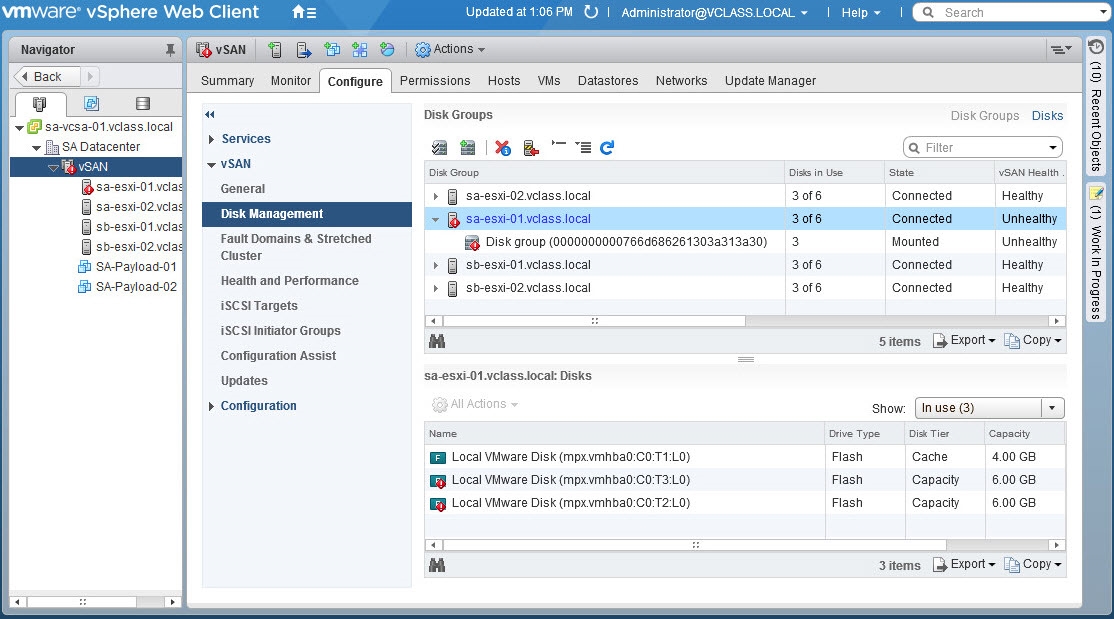 vmware® vSphere Web Client
Updated at 1:06 PM
Administrator@VCLASS.LOCAL
Help
Search
Navigator
Back
sa-vcsa-01.vclass.local
SA Datacenter
vSAN
sa-esxi-01.vclas
sa-esxi-02.vclas
sb-esxi-01.vclas
sb-esxi-02.vclas
SA-Payload-01
SA-Payload-02
vSAN
Actions
Summary Monitor Configure Permissions Hosts VMs Datastores Networks Update Manager
Services
vSAN
General
Disk Management
Fault Domains & Stretched
Cluster
Health and Performance
iSCSI Targets
iSCSI Initiator Groups
Configuration Assist
Updates
Configuration
Disk Groups
Disk Groups Disks
Filter
Disk Group Disks in Use State vSAN Health .
sa-esxi-02.vclass.local 3 of 6 Connected Healthy
sa-esxi-01.vclass.local 3 of 6 Connected Unhealthy
Disk group (0000000000766d686261303a313a30) 3 Mounted Unhealthy
sb-esxi-01.vclass.local 3 of 6 Connected Healthy
sb-esxi-02.vclass.local 3 of 6 Connected Healthy
5 items Export Copy
sa-esxi-01.vclass.local: Disks
All Actions
Show: In use (3)
Name Drive Type Disk Tier Capacity
F Local VMware Disk (mpx.vmhba0:C0:T1:L0) Flash Cache 4.00 GB
Local VMware Disk (mpx.vmhba0:C0:T3:L0) Flash Capacity 6.00 GB
Local VMware Disk (mpx.vmhba0:C0:T2:L0) Flash Capacity 6.00 GB
3 items Export Copy
(10) Recent Objects
(1) Work In Progress